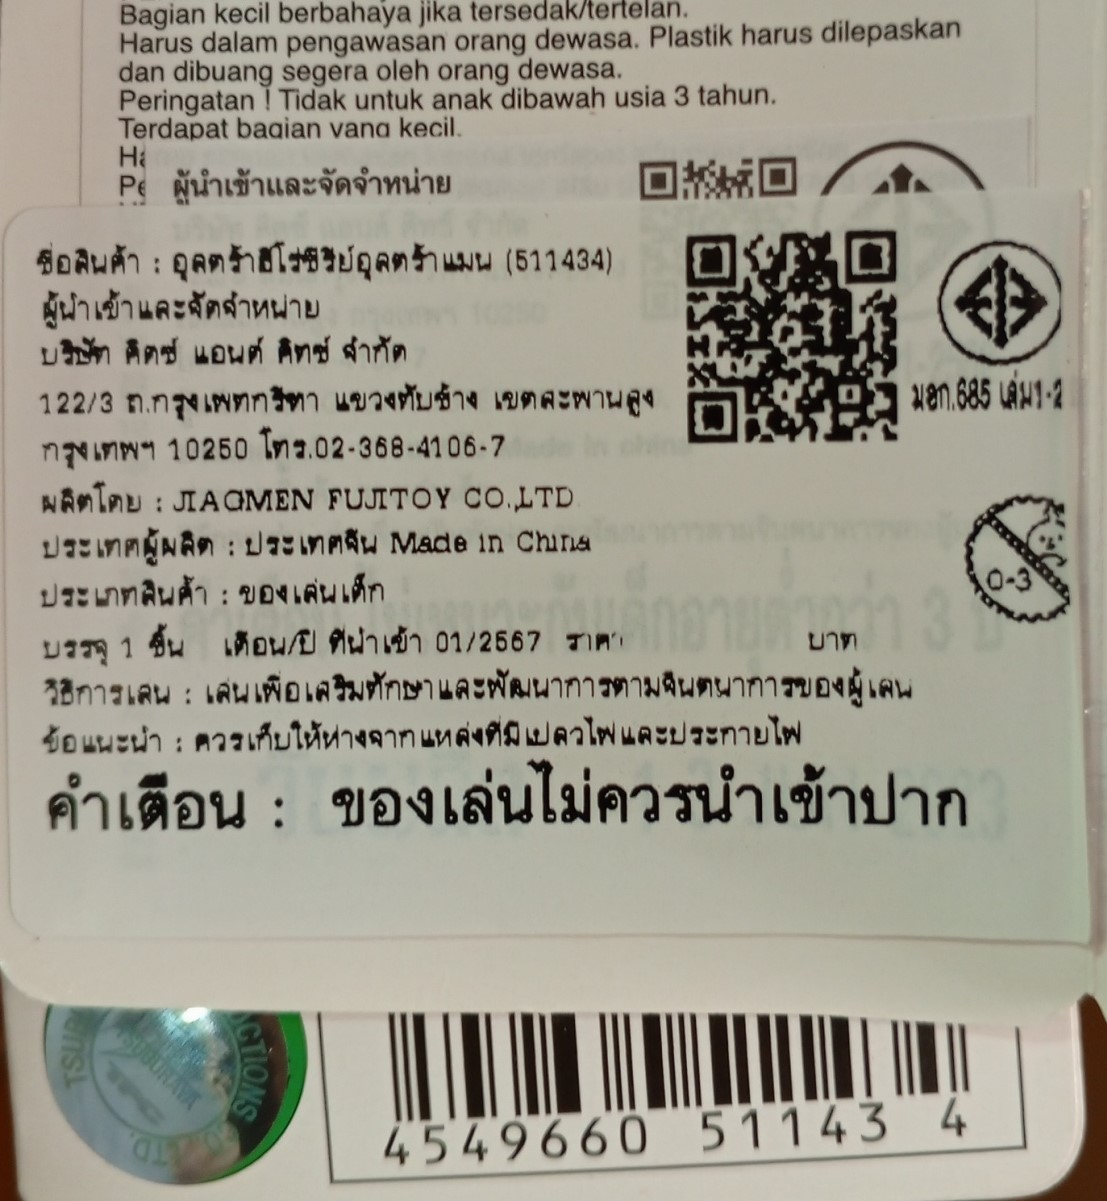 Bagian kecil berbahaya jika tersedak/tertelan.
Harus dalam pengawasan orang dewasa. Plastik harus dilepaskan
dan dibuang segera oleh orang dewasa.
Peringatan ! Tidak untuk anak dibawah usia 3 tahun.
Terdapat bagian yang kecil.
ผู้นำเข้าและจัดจำหน่าย
ชื่อสินค้า : อุลตร้าฮีโร่ซีรีย์อุลตร้าแมน (511434)
ผู้นำเข้าและจัดจำหน่าย
บริษัท คิดซ์ แอนด์ คิทซ์ จำกัด
122/3 ถ.กรุงเทพกรีฑา แขวงทับช้าง เขตสะพานสูง
กรุงเทพฯ 10250 โทร.02-368-4106-7
ผลิตโดย : JIAOMEN FUJITOY CO.,LTD
ประเทศผู้ผลิต : ประเทศจีน Made in China
ประเภทสินค้า : ของเล่นเด็ก
บรรจุ 1 ชิ้น เดือน/ปี ที่นำเข้า 01/2567 ราคา บาท
วิธีการเล่น : เล่นเพื่อเสริมทักษาและพัฒนาการตามจินตนาการของผู้เล่น
ข้อแนะนำ : ควรเก็บให้ห่างจากแหล่งที่มีเปลวไฟและประกายไฟ
คำเตือน : ของเล่นไม่ควรนำเข้าปาก
มอก.685 เล่ม1-2
0-3
4549660 51143 4